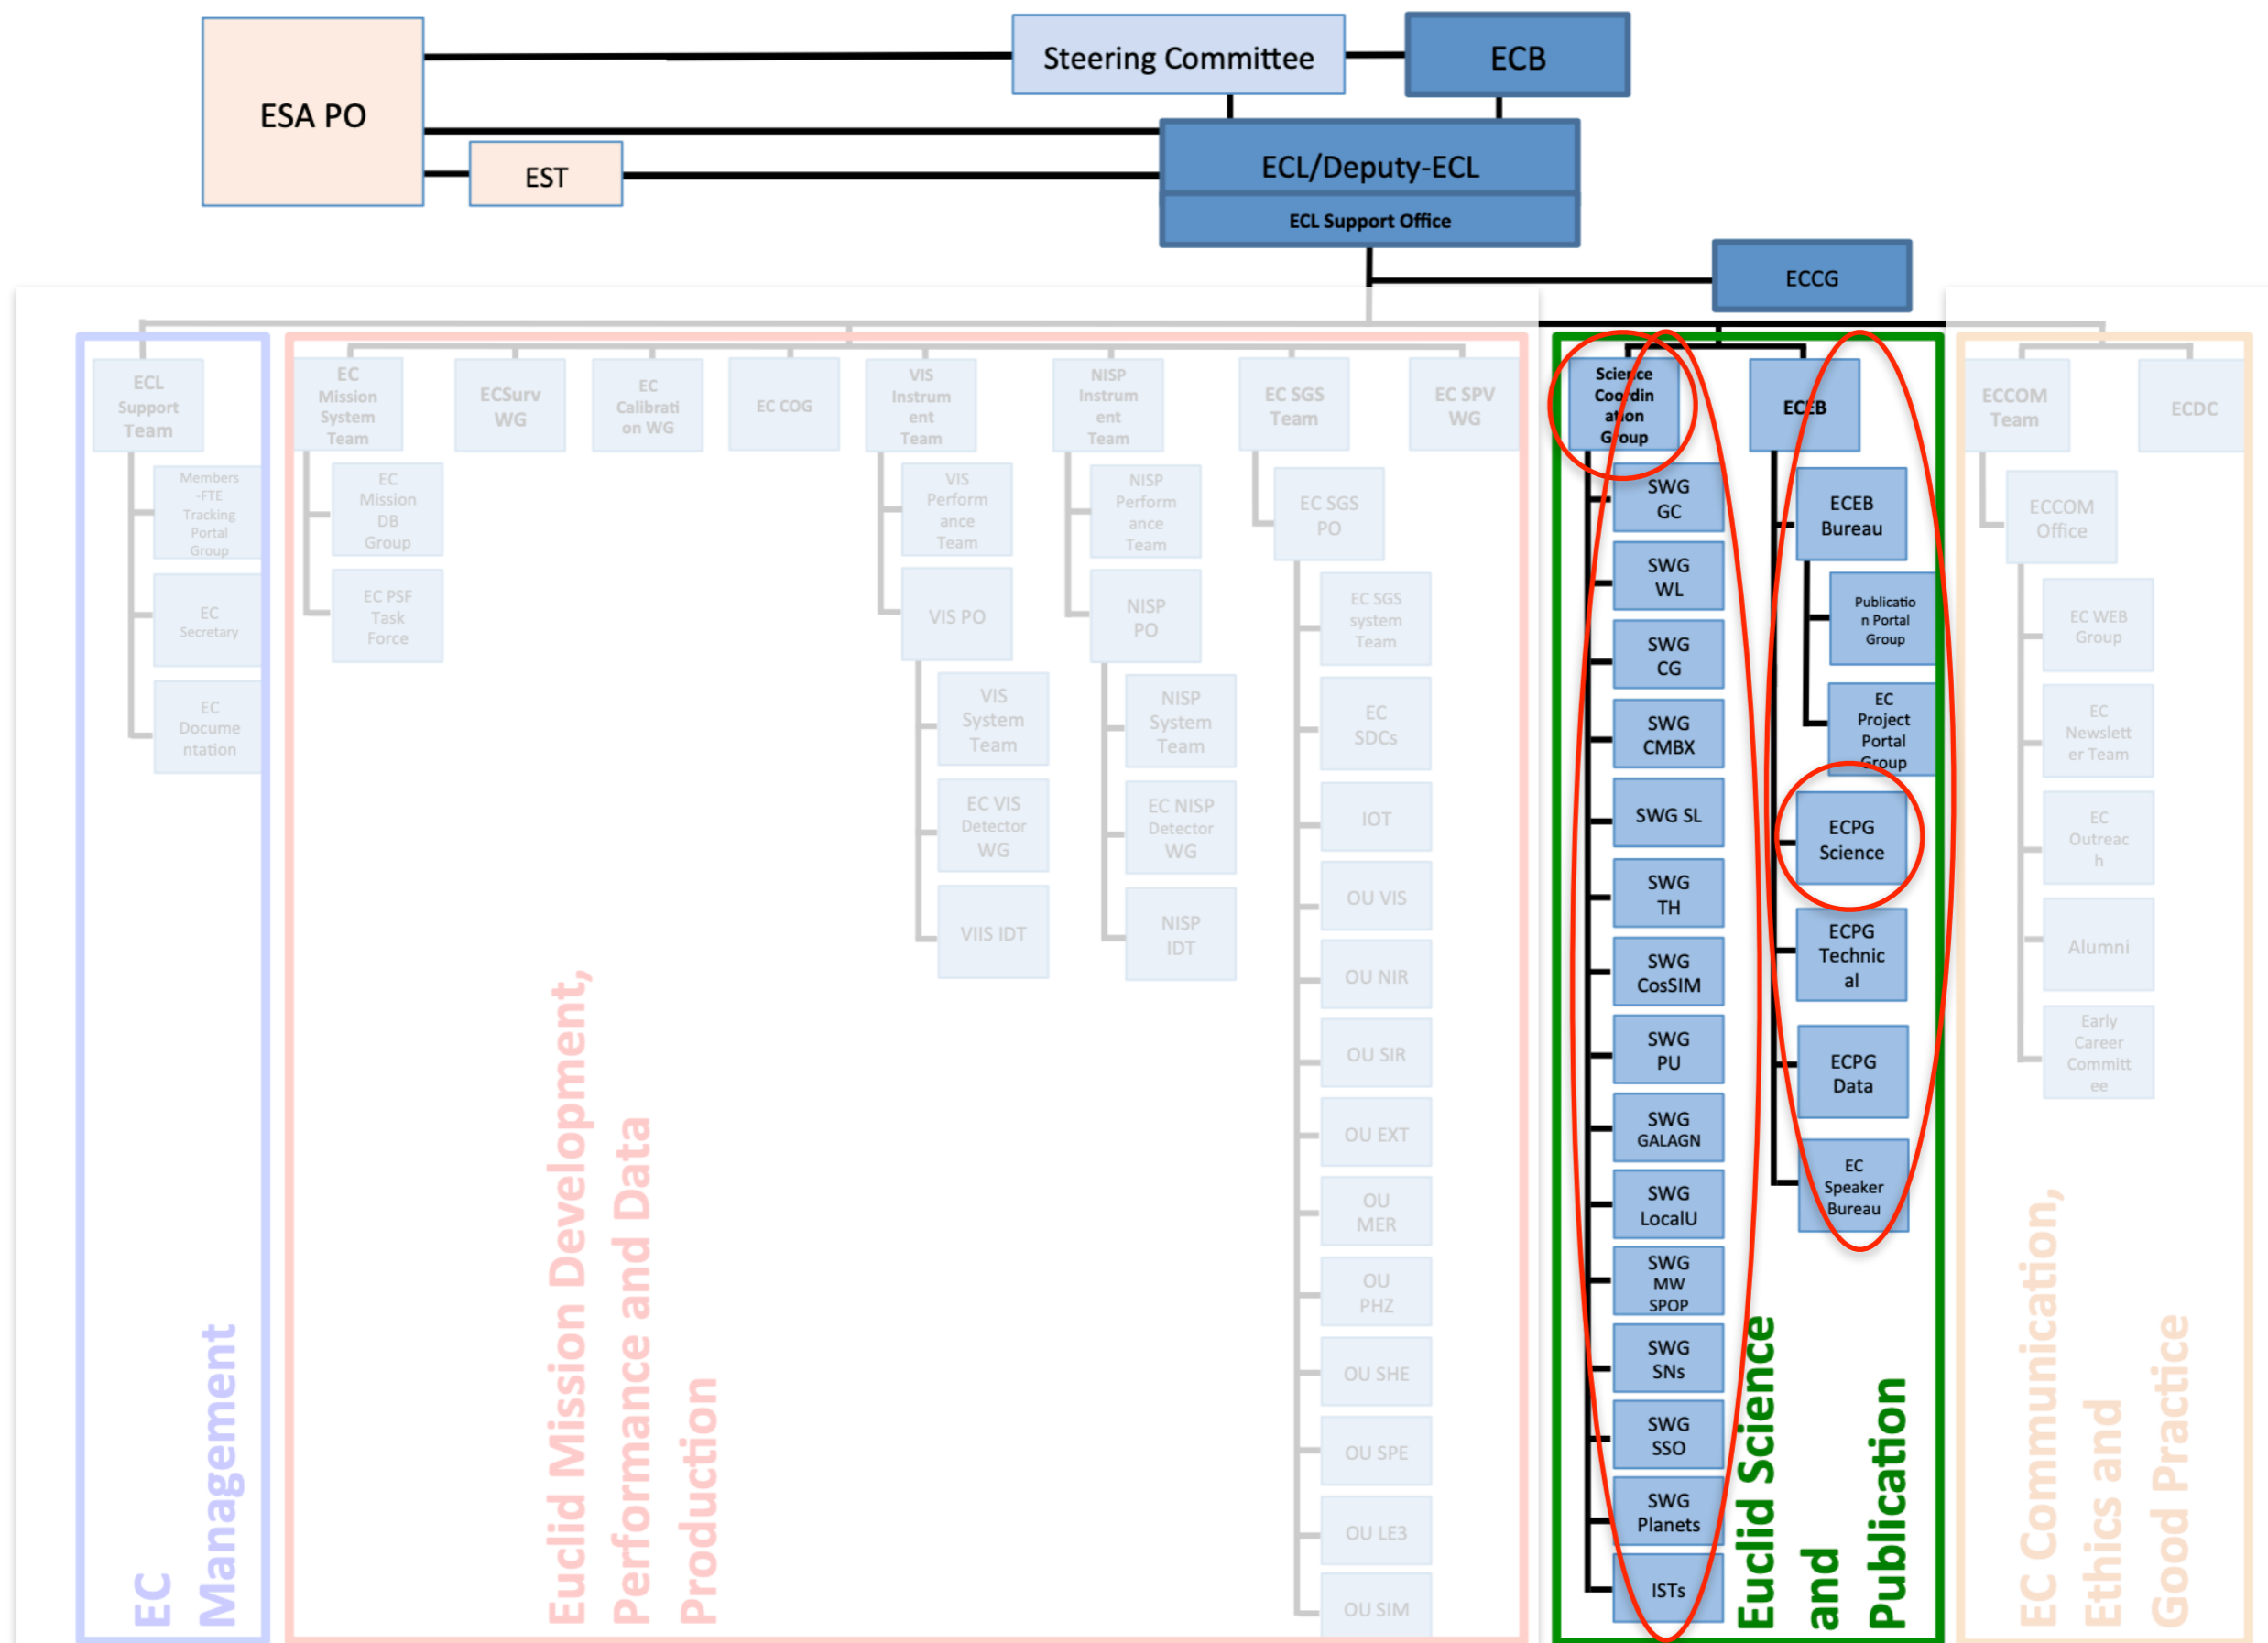 ESA PO
Steering Committee
ECB
EST
ECL/Deputy-ECL
ECL Support Office
ECCG
ECL
Support
Team
Members
-FTE
Tracking
Portal
Group
EC
Secretary
EC
Docume
ntation
EC
Management
EC
Mission
System
Team
EC
Mission
DB
Group
EC PSF
Task
Force
ECSurv
WG
EC
Calibrati
on WG
EC COG
VIS
Instrum
ent
Team
VIS
Perform
ance
Team
VIS PO
VIS
System
Team
EC VIS
Detector
WG
VIIS IDT
NISP
Instrum
ent
Team
NISP
Perform
ance
Team
NISP
PO
NISP
System
Team
EC NISP
Detector
WG
NISP
IDT
EC SGS
Team
EC SGS
PO
EC SGS
system
Team
EC
SDCs
IOT
OU VIS
OU NIR
OU SIR
OU EXT
OU
MER
OU
PHZ
OU SHE
OU SPE
OU LE3
OU SIM
EC SPV
WG
Euclid Mission Development,
Performance and Data
Production
Science
Coordin
ation
Group
SWG
GC
SWG
WL
SWG
CG
SWG
CMBX
SWG SL
SWG
TH
SWG
CosSIM
SWG
PU
SWG
GALAGN
SWG
LocalU
SWG
MW
SPOP
SWG
SNs
SWG
SSO
SWG
Planets
ISTs
ECEB
ECEB
Bureau
Publicatio
n Portal
Group
EC
Project
Portal
Group
ECPG
Science
ECPG
Technic
al
ECPG
Data
EC
Speaker
Bureau
Euclid Science
and
Publication
ECCOM
Team
ECCOM
Office
EC WEB
Group
EC
Newslett
er Team
EC
Outreac
h
Alumni
Early
Career
Committ
ee
ECDC
EC Communication,
Ethics and
Good Practice